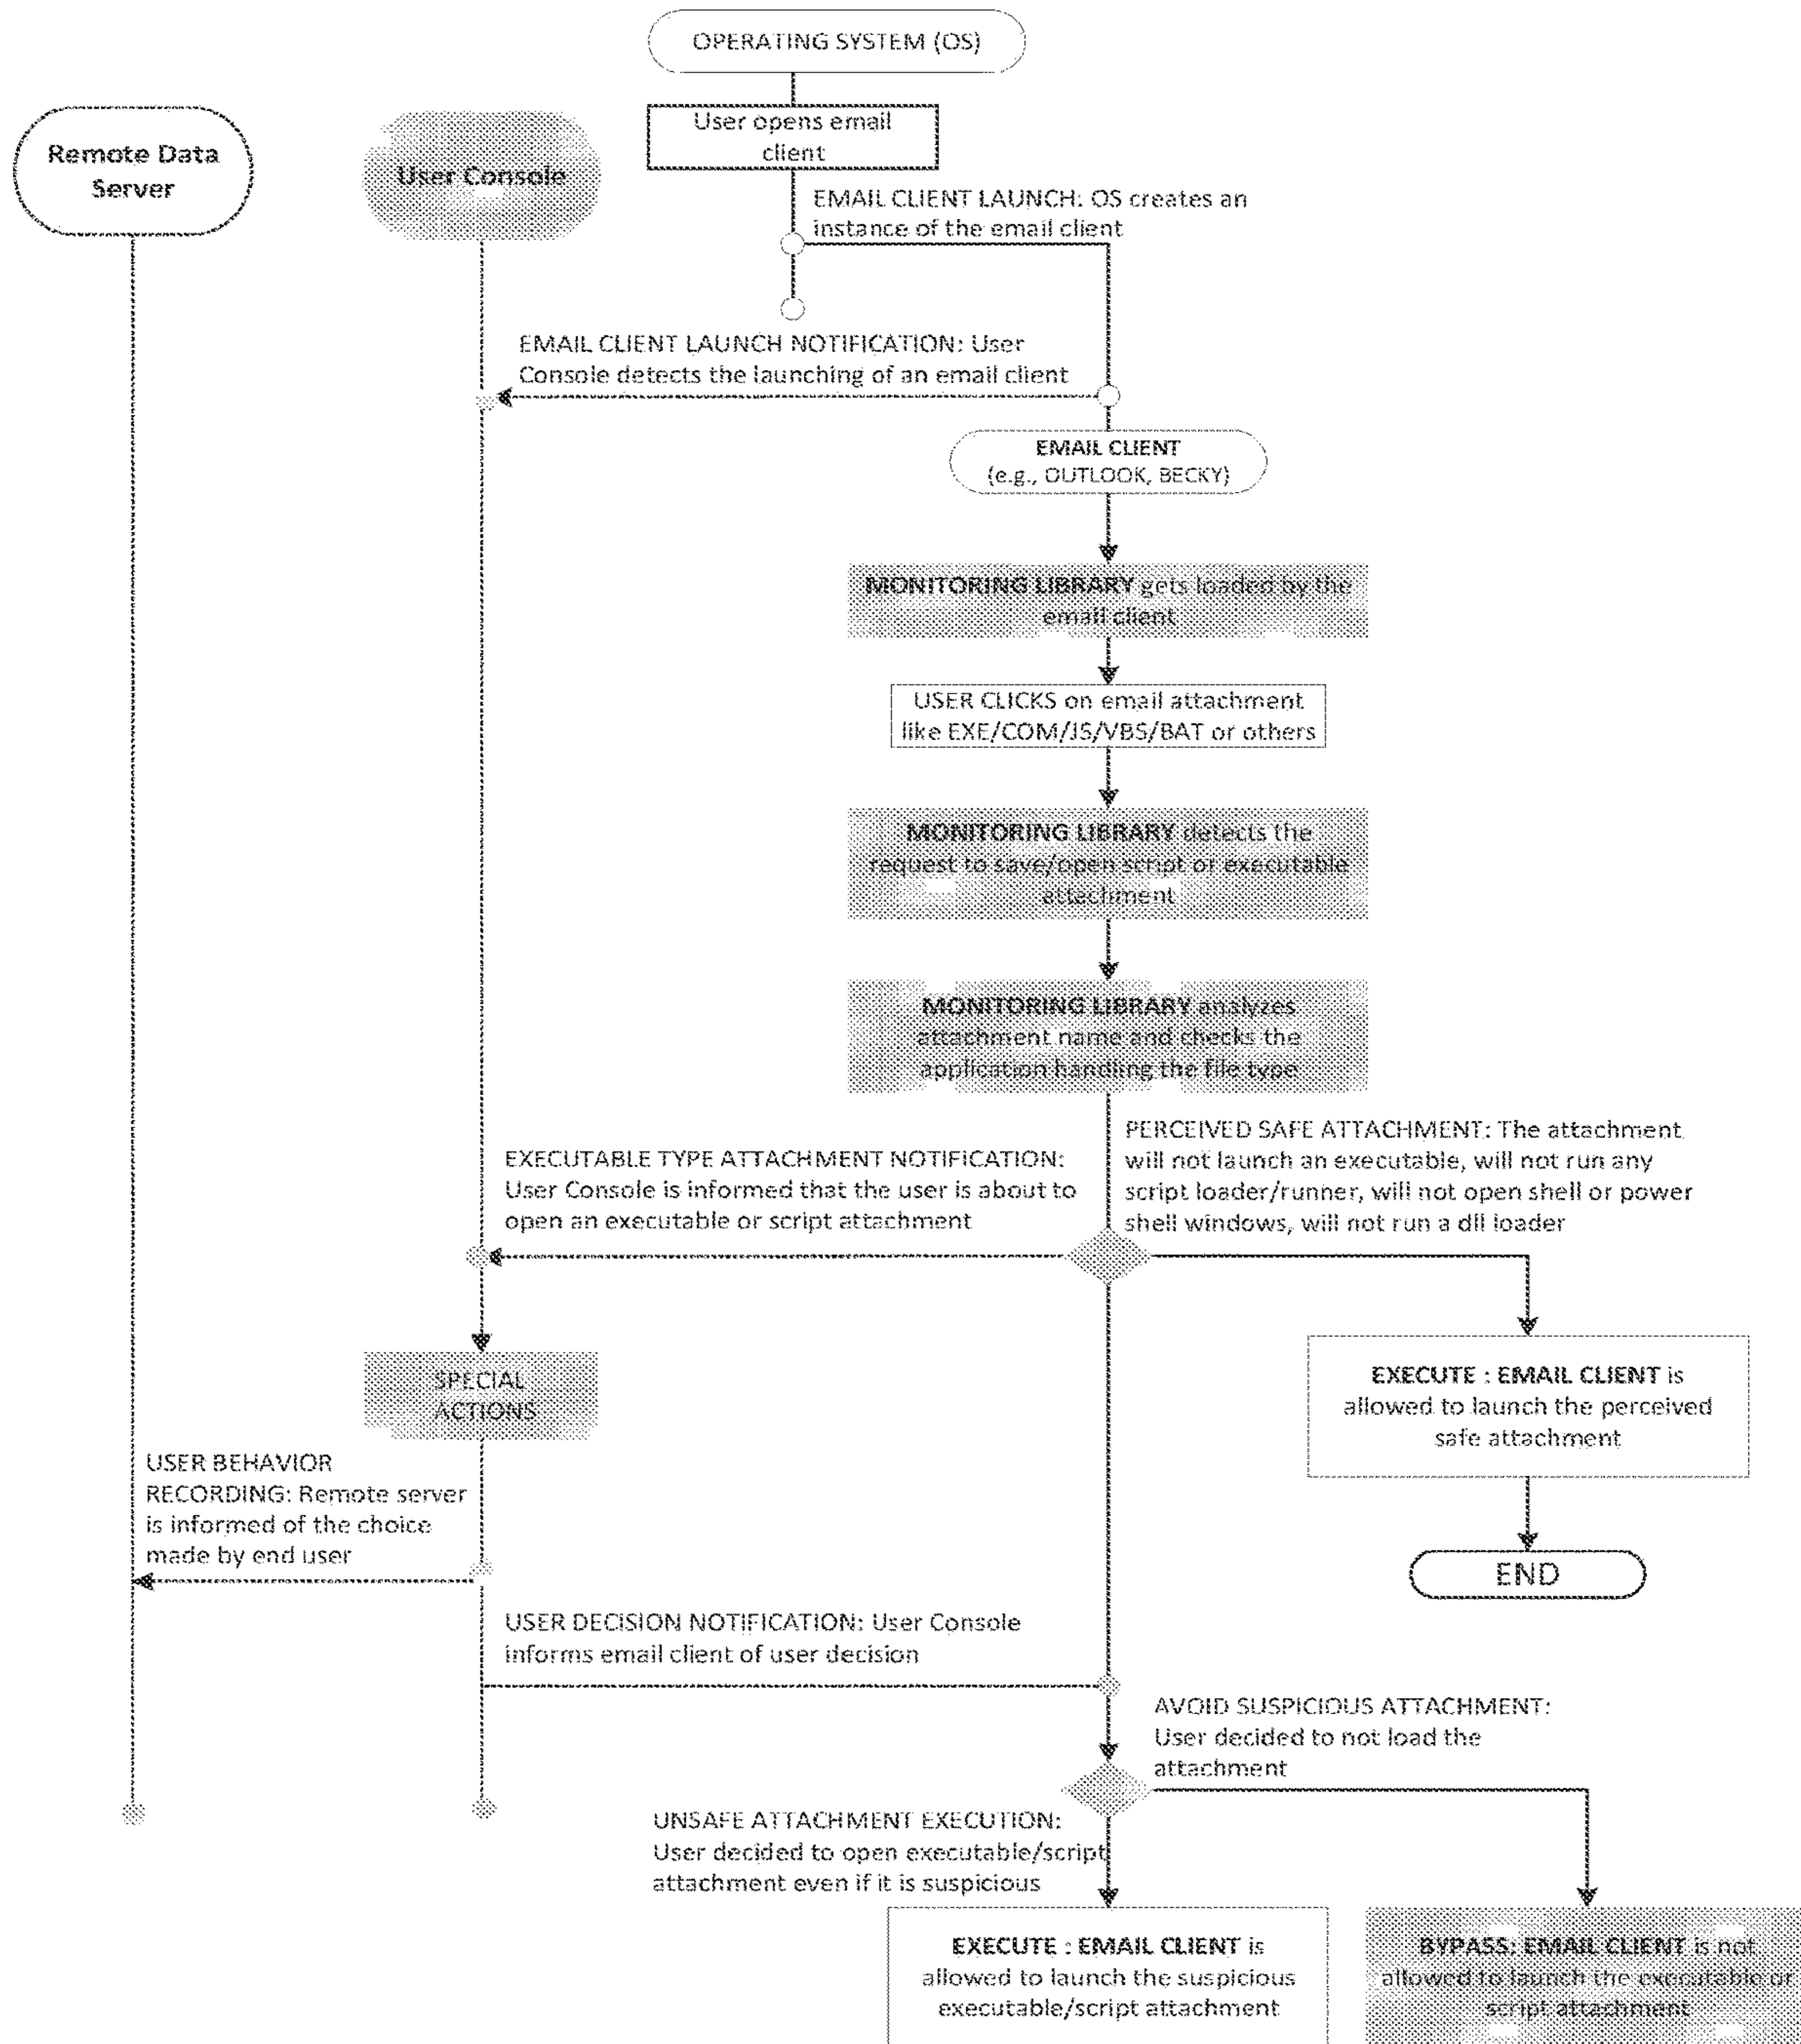 OPERATING SYSTEM (OS)
User opens email
client
Remote Data
Server
User Console
EMAIL CLIENT LAUNCH: OS creates an
instance of the email client
EMAIL CLIENT LAUNCH NOTIFICATION: User
Console detects the launching of an email client
EMAIL CLIENT
(e.g., OUTLOOK, BECKY)
MONITORING LIBRARY gets loaded by the
email client
USER CLICKS on email attachment
like EXE/COM/JS/VBS/BAT or others
MONITORING LIBRARY detects the
request to save/open script or executable
attachment
MONITORING LIBRARY analyzes
attachment name and checks the
application handling the file type
PERCEIVED SAFE ATTACHMENT: The attachment
will not launch an executable, will not run any
script loader/runner, will not open shell or power
shell windows, will not run a dll loader
EXECUTABLE TYPE ATTACHMENT NOTIFICATION:
User Console is informed that the user is about to
open an executable or script attachment
SPECIAL
ACTIONS
EXECUTE : EMAIL CLIENT is
allowed to launch the perceived
safe attachment
USER BEHAVIOR
RECORDING: Remote server
is informed of the choice
made by end user
END
USER DECISION NOTIFICATION: User Console
informs email client of user decision
AVOID SUSPICIOUS ATTACHMENT:
User decided to not load the
attachment
UNSAFE ATTACHMENT EXECUTION:
User decided to open executable/script
attachment even if it is suspicious
EXECUTE : EMAIL CLIENT is
allowed to launch the suspicious
executable/script attachment
BYPASS: EMAIL CLIENT is not
allowed to launch the executable or
script attachment